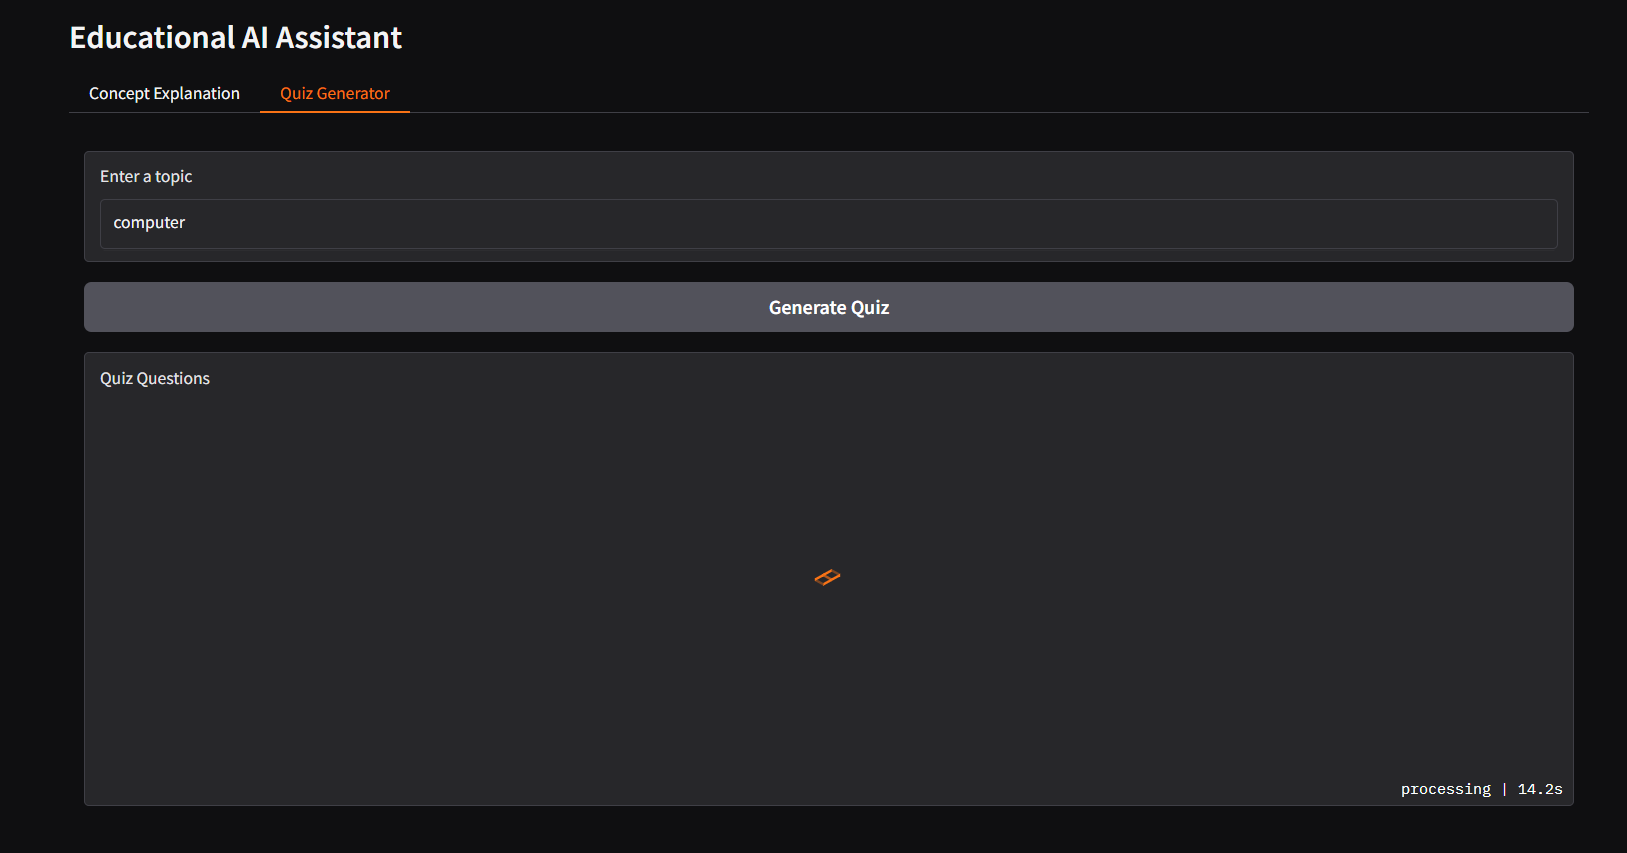 Educational AI Assistant
Concept Explanation Quiz Generator
Enter a topic
computer
Generate Quiz
Quiz Questions
processing | 14.2s